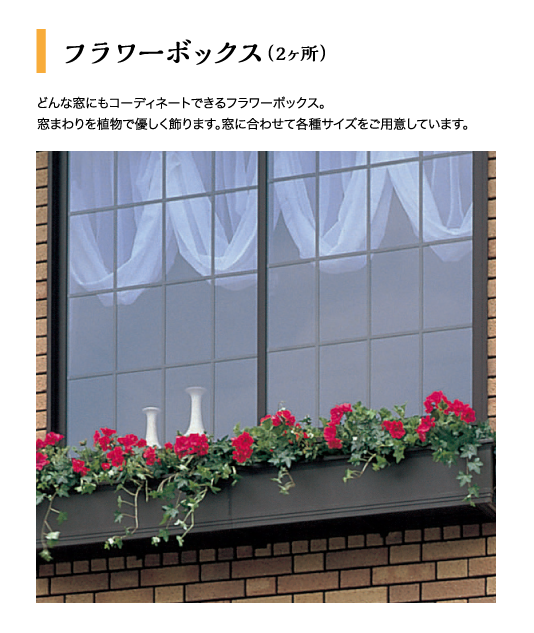 フラワーボックス（2ヶ所）
どんな窓にもコーディネートできるフラワーボックス。
窓まわりを植物で優しく飾ります。窓に合わせて各種サイズをご用意しています。